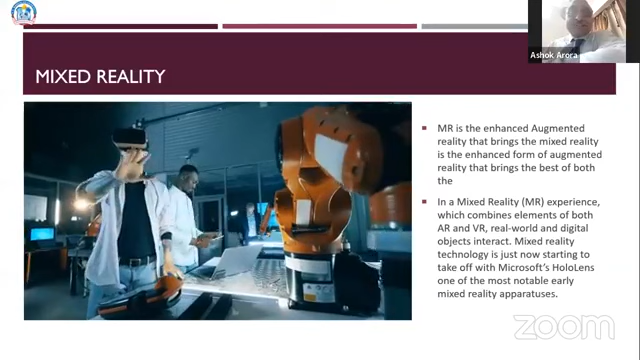 Ashok Arora
MIXED REALITY
MR is the enhanced Augmented
reality that brings the mixed reality
is the enhanced form of augmented
reality that brings the best of both
the
In a Mixed Reality (MR) experience,
which combines elements of both
AR and VR, real-world and digital
objects interact. Mixed reality
technology is just now starting to
take off with Microsoft's HoloLens
one of the most notable early
mixed reality apparatuses.
zoom